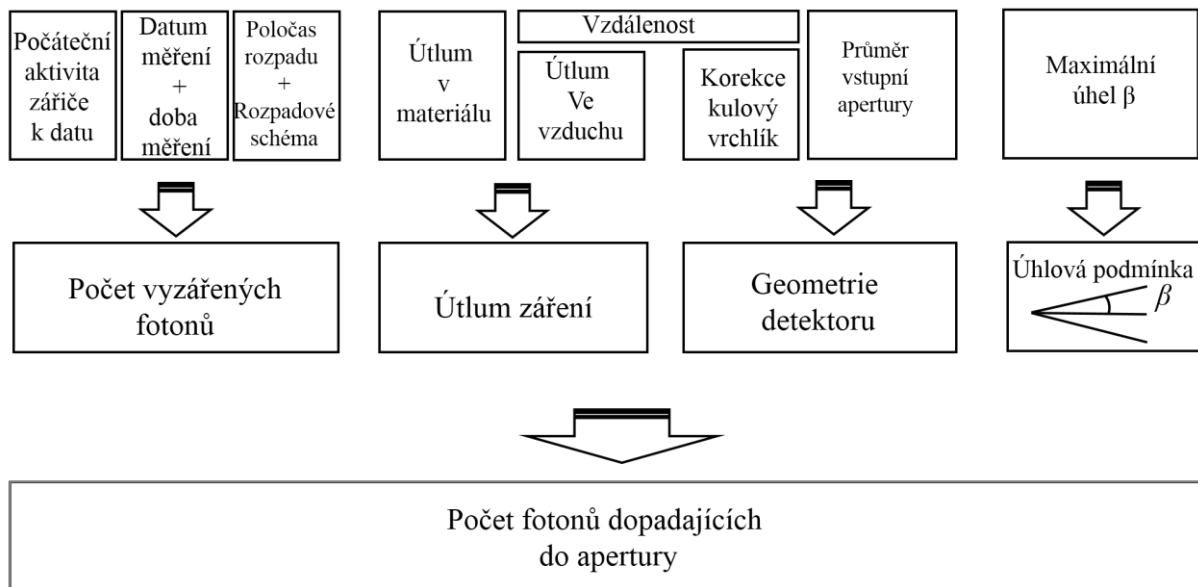 Počáteční
aktivita
zářiče
k datu
Datum
měření
+
doba
měření
Poločas
rozpadu
+
Rozpadové
schéma
Útlum
v
materiálu
Vzdálenost
Útlum
Ve
vzduchu
Korekce
kulový
vrchlík
Průměr
vstupní
apertury
Maximální
úhel β
Počet vyzářených
fotonů
Útlum záření
Geometrie
detektoru
Úhlová podmínka
β
Počet fotonů dopadajících
do apertury